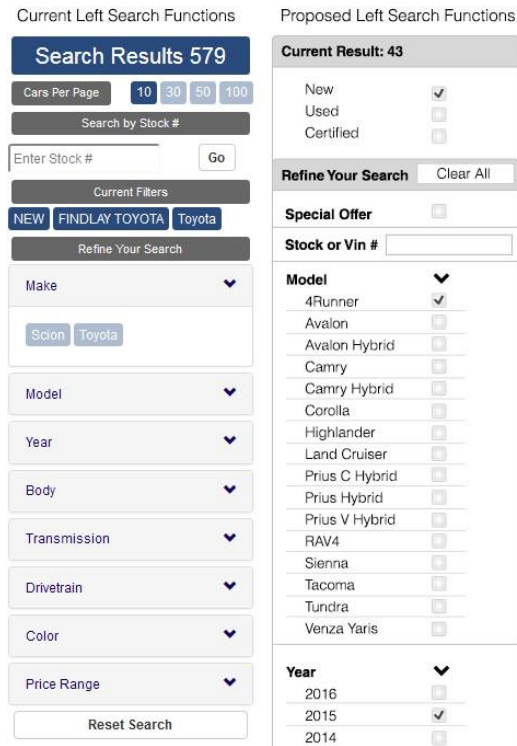 Current Left Search Functions
Search Results 579
Cars Per Page 10 30 50 100
Search by Stock #
Enter Stock # Go
Current Filters
NEW FINDLAY TOYOTA Toyota
Refine Your Search
Make
Scion Toyota
Model
Year
Body
Transmission
Drivetrain
Color
Price Range
Reset Search
Proposed Left Search Functions
Current Result: 43
New
Used
Certified
Refine Your Search Clear All
Special Offer
Stock or Vin #
Model
4Runner
Avalon
Avalon Hybrid
Camry
Camry Hybrid
Corolla
Highlander
Land Cruiser
Prius C Hybrid
Prius Hybrid
Prius V Hybrid
RAV4
Sienna
Tacoma
Tundra
Venza Yaris
Year
2016
2015
2014